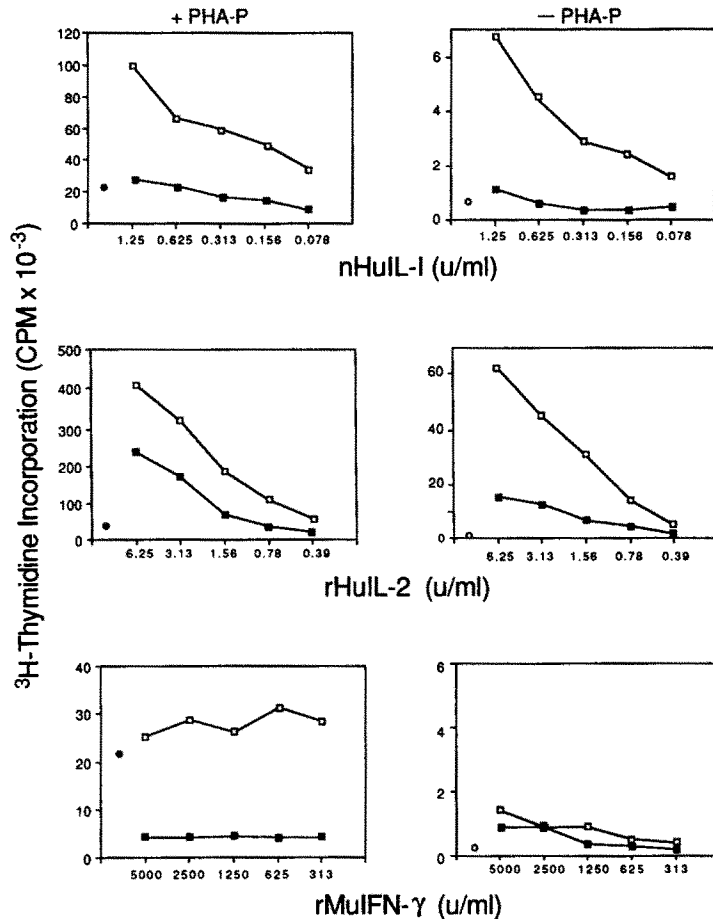 + PHA-P
— PHA-P
120
100
80
60
40
20
0
1.25 0.625 0.313 0.156 0.078
6
4
2
0
1.25 0.625 0.313 0.156 0.078
nHuIL-I (u/ml)
³H-Thymidine Incorporation (CPM x 10⁻³)
500
400
300
200
100
0
6.25 3.13 1.56 0.78 0.39
60
40
20
0
6.25 3.13 1.56 0.78 0.39
rHuIL-2 (u/ml)
40
30
20
10
0
5000 2500 1250 625 313
6
4
2
0
5000 2500 1250 625 313
rMuIFN-γ (u/ml)